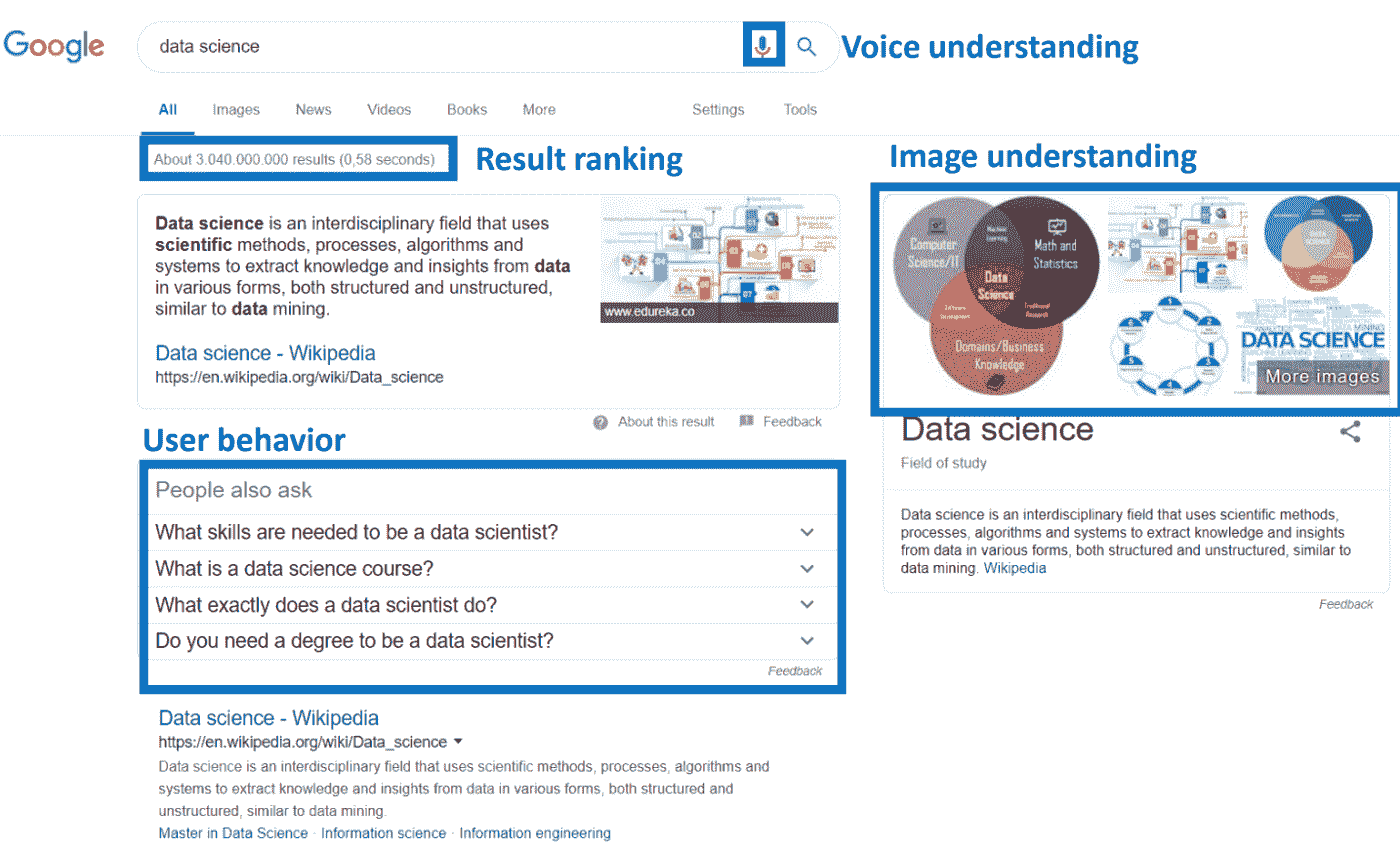 Google
data science
Voice understanding
All Images News Videos Books More Settings Tools
About 3.040.000.000 results (0,58 seconds)
Result ranking
Data science is an interdisciplinary field that uses
scientific methods, processes, algorithms and
systems to extract knowledge and insights from data
in various forms, both structured and unstructured,
similar to data mining.
www.edureka.co
Data science - Wikipedia
https://en.wikipedia.org/wiki/Data_science
About this result Feedback
User behavior
People also ask
What skills are needed to be a data scientist?
What is a data science course?
What exactly does a data scientist do?
Do you need a degree to be a data scientist?
Feedback
Data science - Wikipedia
https://en.wikipedia.org/wiki/Data_science
Data science is an interdisciplinary field that uses scientific methods, processes, algorithms and
systems to extract knowledge and insights from data in various forms, both structured and
unstructured, similar to data mining.
Master in Data Science · Information science · Information engineering
Image understanding
Computer
Science/IT
Machine
Learning
Math and
Statistics
Data
Science
Software
Development
Traditional
Research
Domains/Business
Knowledge
DATA MINING
DATA SCIENCE
More images
Data science
Field of study
Data science is an interdisciplinary field that uses scientific methods,
processes, algorithms and systems to extract knowledge and insights
from data in various forms, both structured and unstructured, similar to
data mining. Wikipedia
Feedback